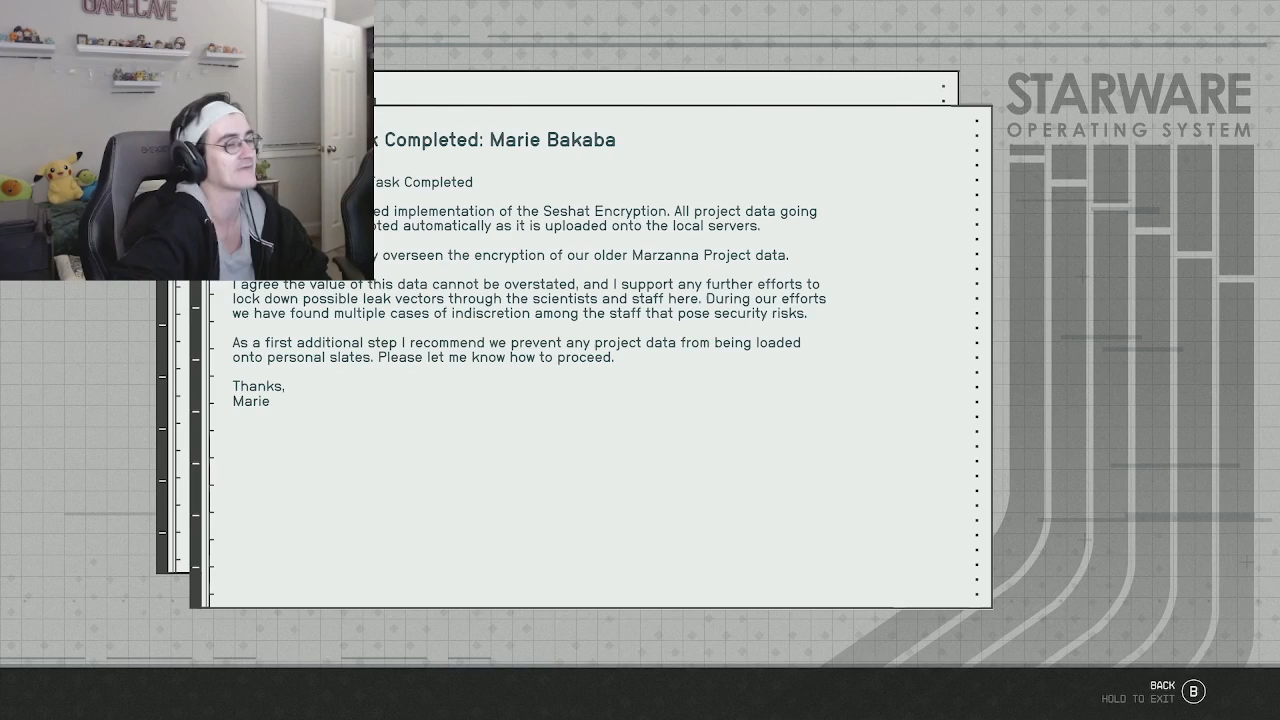 GAMECAVE
STARWARE
OPERATING SYSTEM
Completed: Marie Bakaba
Task Completed
implementation of the Seshat Encryption. All project data going
automatically as it is uploaded onto the local servers.
overseen the encryption of our older Marzanna Project data.
I agree the value of this data cannot be overstated, and I support any further efforts to
lock down possible leak vectors through the scientists and staff here. During our efforts
we have found multiple cases of indiscretion among the staff that pose security risks.
As a first additional step I recommend we prevent any project data from being loaded
onto personal slates. Please let me know how to proceed.
Thanks,
Marie
BACK
HOLD TO EXIT
B